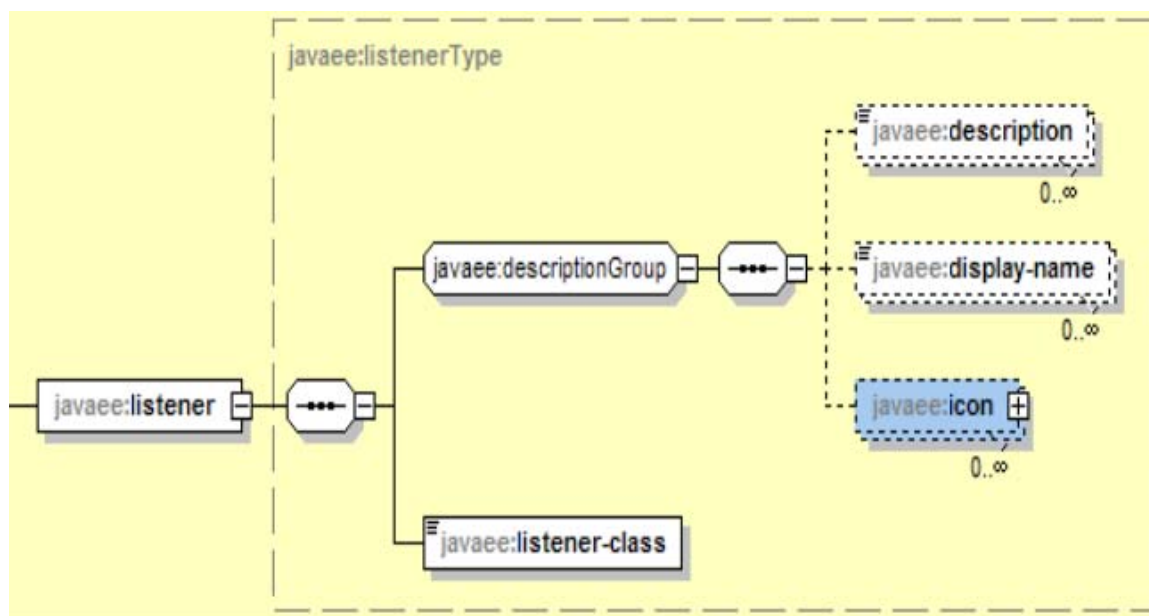 javaee:listenerType
javaee:description
0..∞
javaee:descriptionGroup
javaee:display-name
0..∞
javaee:listener
javaee:icon
0..∞
javaee:listener-class